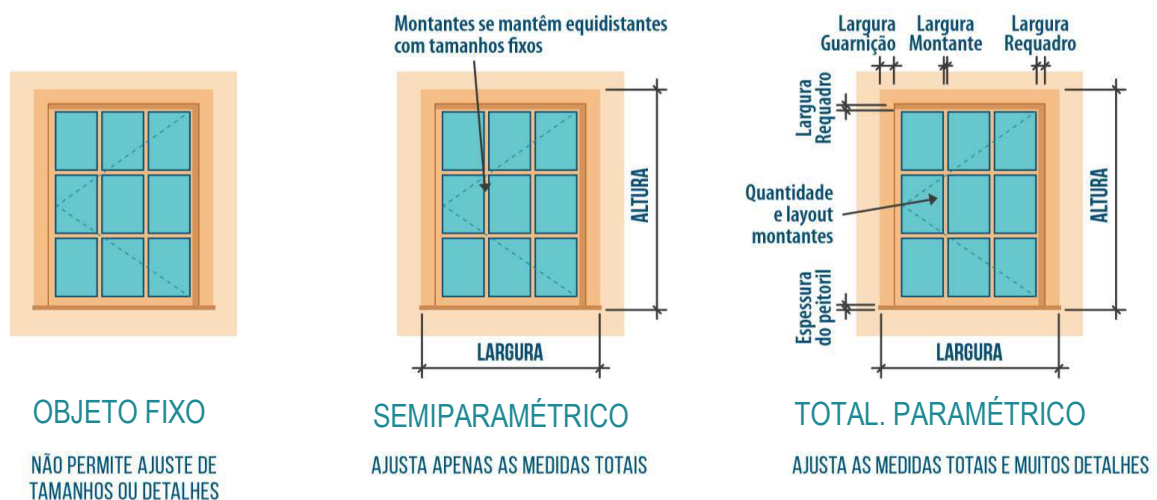 Montantes se mantêm equidistantes
com tamanhos fixos
ALTURA
LARGURA
Largura
Guarnição
Largura
Montante
Largura
Requadro
Largura
Requadro
Quantidade
e layout
montantes
Espessura
do peitoril
ALTURA
LARGURA
OBJETO FIXO
NÃO PERMITE AJUSTE DE
TAMANHOS OU DETALHES
SEMIPARAMÉTRICO
AJUSTA APENAS AS MEDIDAS TOTAIS
TOTAL. PARAMÉTRICO
AJUSTA AS MEDIDAS TOTAIS E MUITOS DETALHES